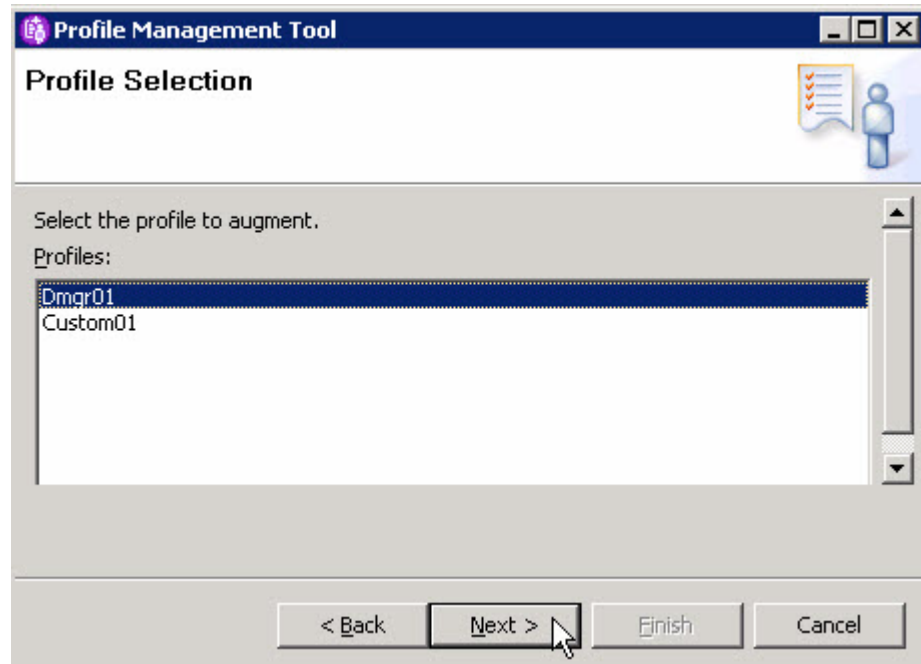 Profile Management Tool
Profile Selection
Select the profile to augment.
Profiles:
Dmgr01
Custom01
< Back Next > Finish Cancel